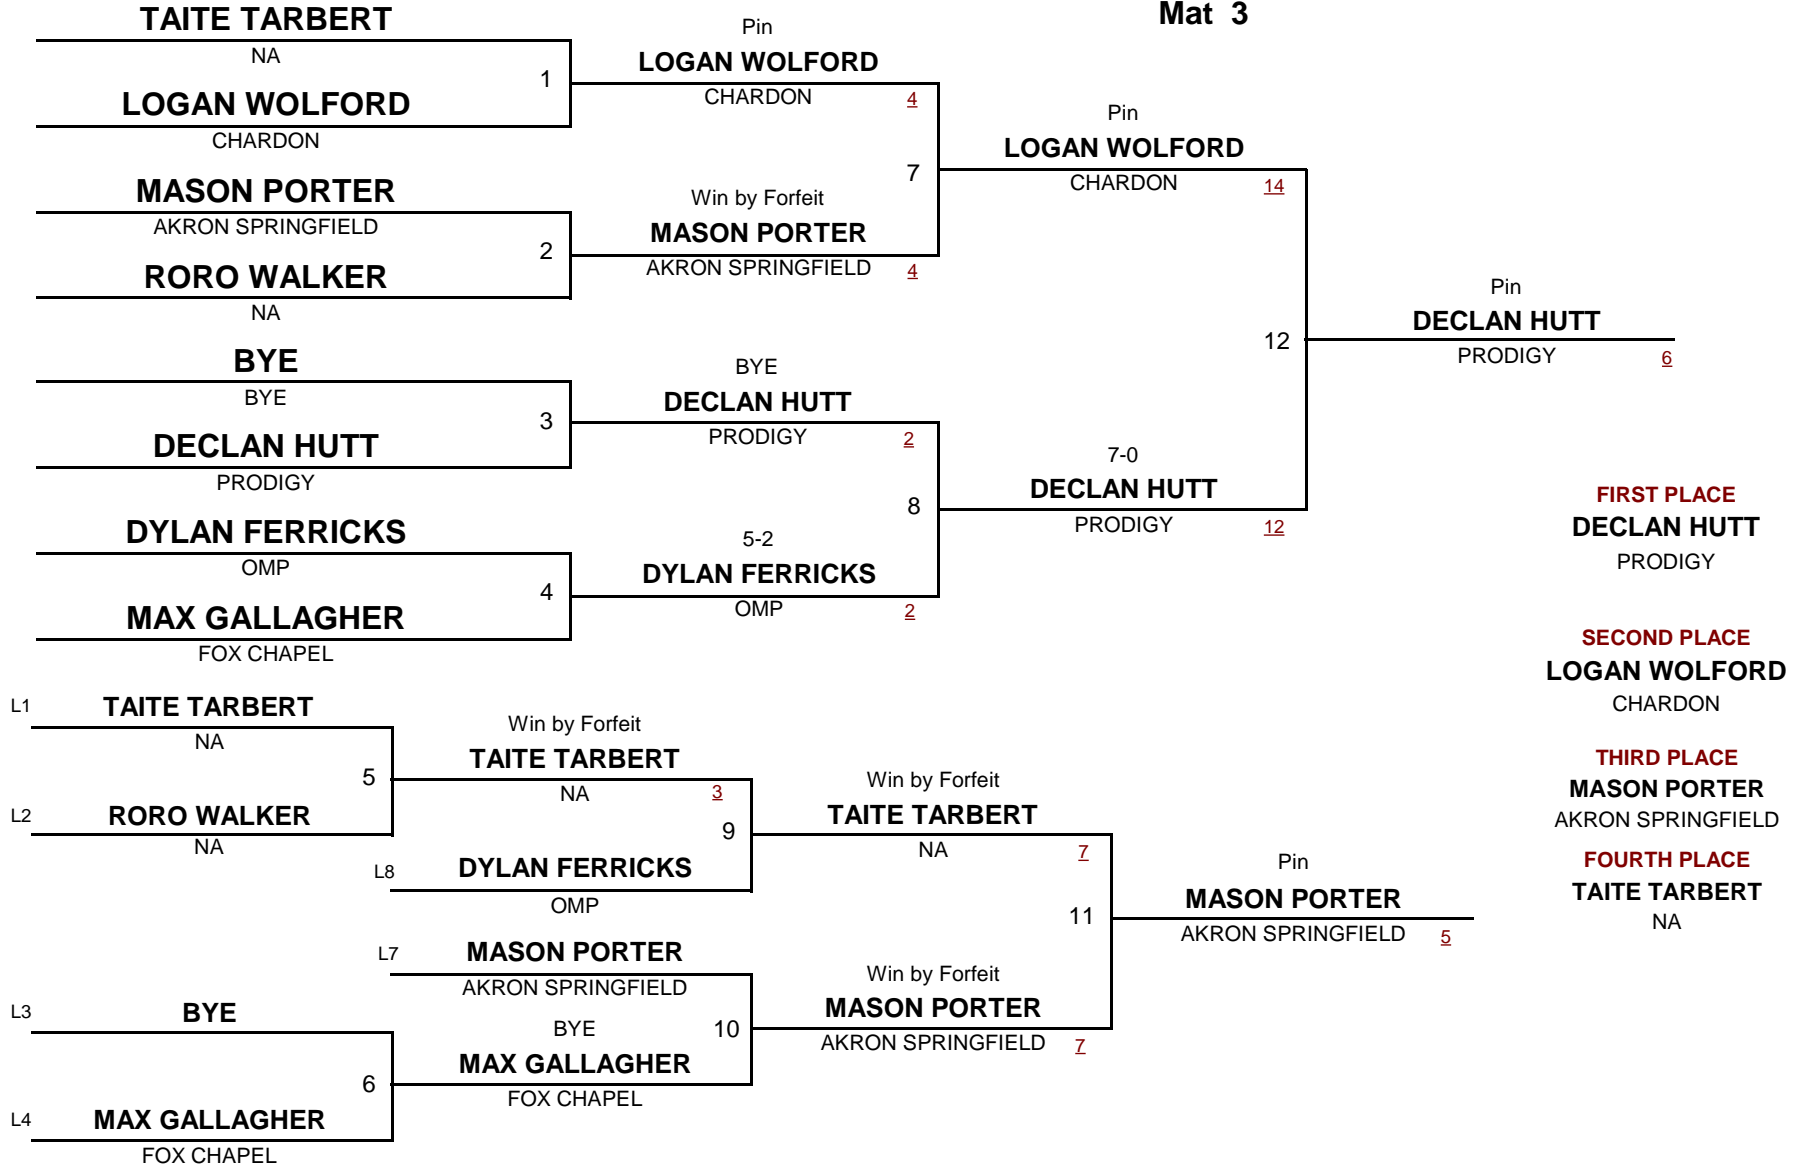 Mat 3
TAITE TARBERT
NA
1
LOGAN WOLFORD
CHARDON
MASON PORTER
AKRON SPRINGFIELD
2
RORO WALKER
NA
BYE
BYE
3
DECLAN HUTT
PRODIGY
DYLAN FERRICKS
OMP
4
MAX GALLAGHER
FOX CHAPEL
Pin
LOGAN WOLFORD
CHARDON 4
7
Win by Forfeit
MASON PORTER
AKRON SPRINGFIELD 4
BYE
DECLAN HUTT
PRODIGY 2
8
5-2
DYLAN FERRICKS
OMP 2
Pin
LOGAN WOLFORD
CHARDON 14
12
7-0
DECLAN HUTT
PRODIGY 12
Pin
DECLAN HUTT
PRODIGY 6
FIRST PLACE
DECLAN HUTT
PRODIGY
SECOND PLACE
LOGAN WOLFORD
CHARDON
THIRD PLACE
MASON PORTER
AKRON SPRINGFIELD
FOURTH PLACE
TAITE TARBERT
NA
L1 TAITE TARBERT
NA
5
L2 RORO WALKER
NA
L3 BYE
6
L4 MAX GALLAGHER
FOX CHAPEL
Win by Forfeit
TAITE TARBERT
NA 3
9
L8 DYLAN FERRICKS
OMP
L7 MASON PORTER
AKRON SPRINGFIELD
BYE 10
MAX GALLAGHER
FOX CHAPEL
Win by Forfeit
TAITE TARBERT
NA 7
11
Win by Forfeit
MASON PORTER
AKRON SPRINGFIELD 7
Pin
MASON PORTER
AKRON SPRINGFIELD 5